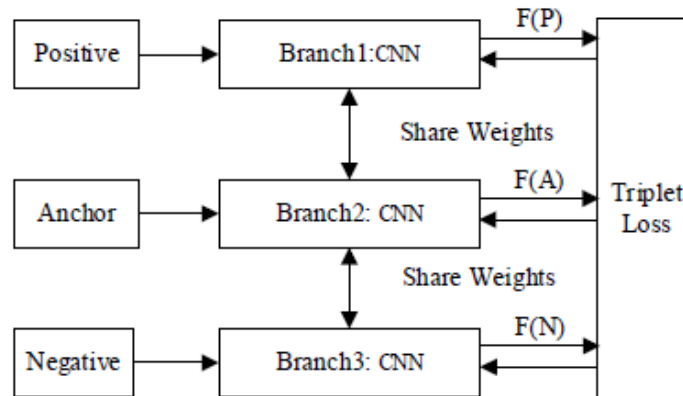 Positive
Branch1:CNN
F(P)
Share Weights
Anchor
Branch2: CNN
F(A)
Triplet
Loss
Share Weights
Negative
Branch3: CNN
F(N)